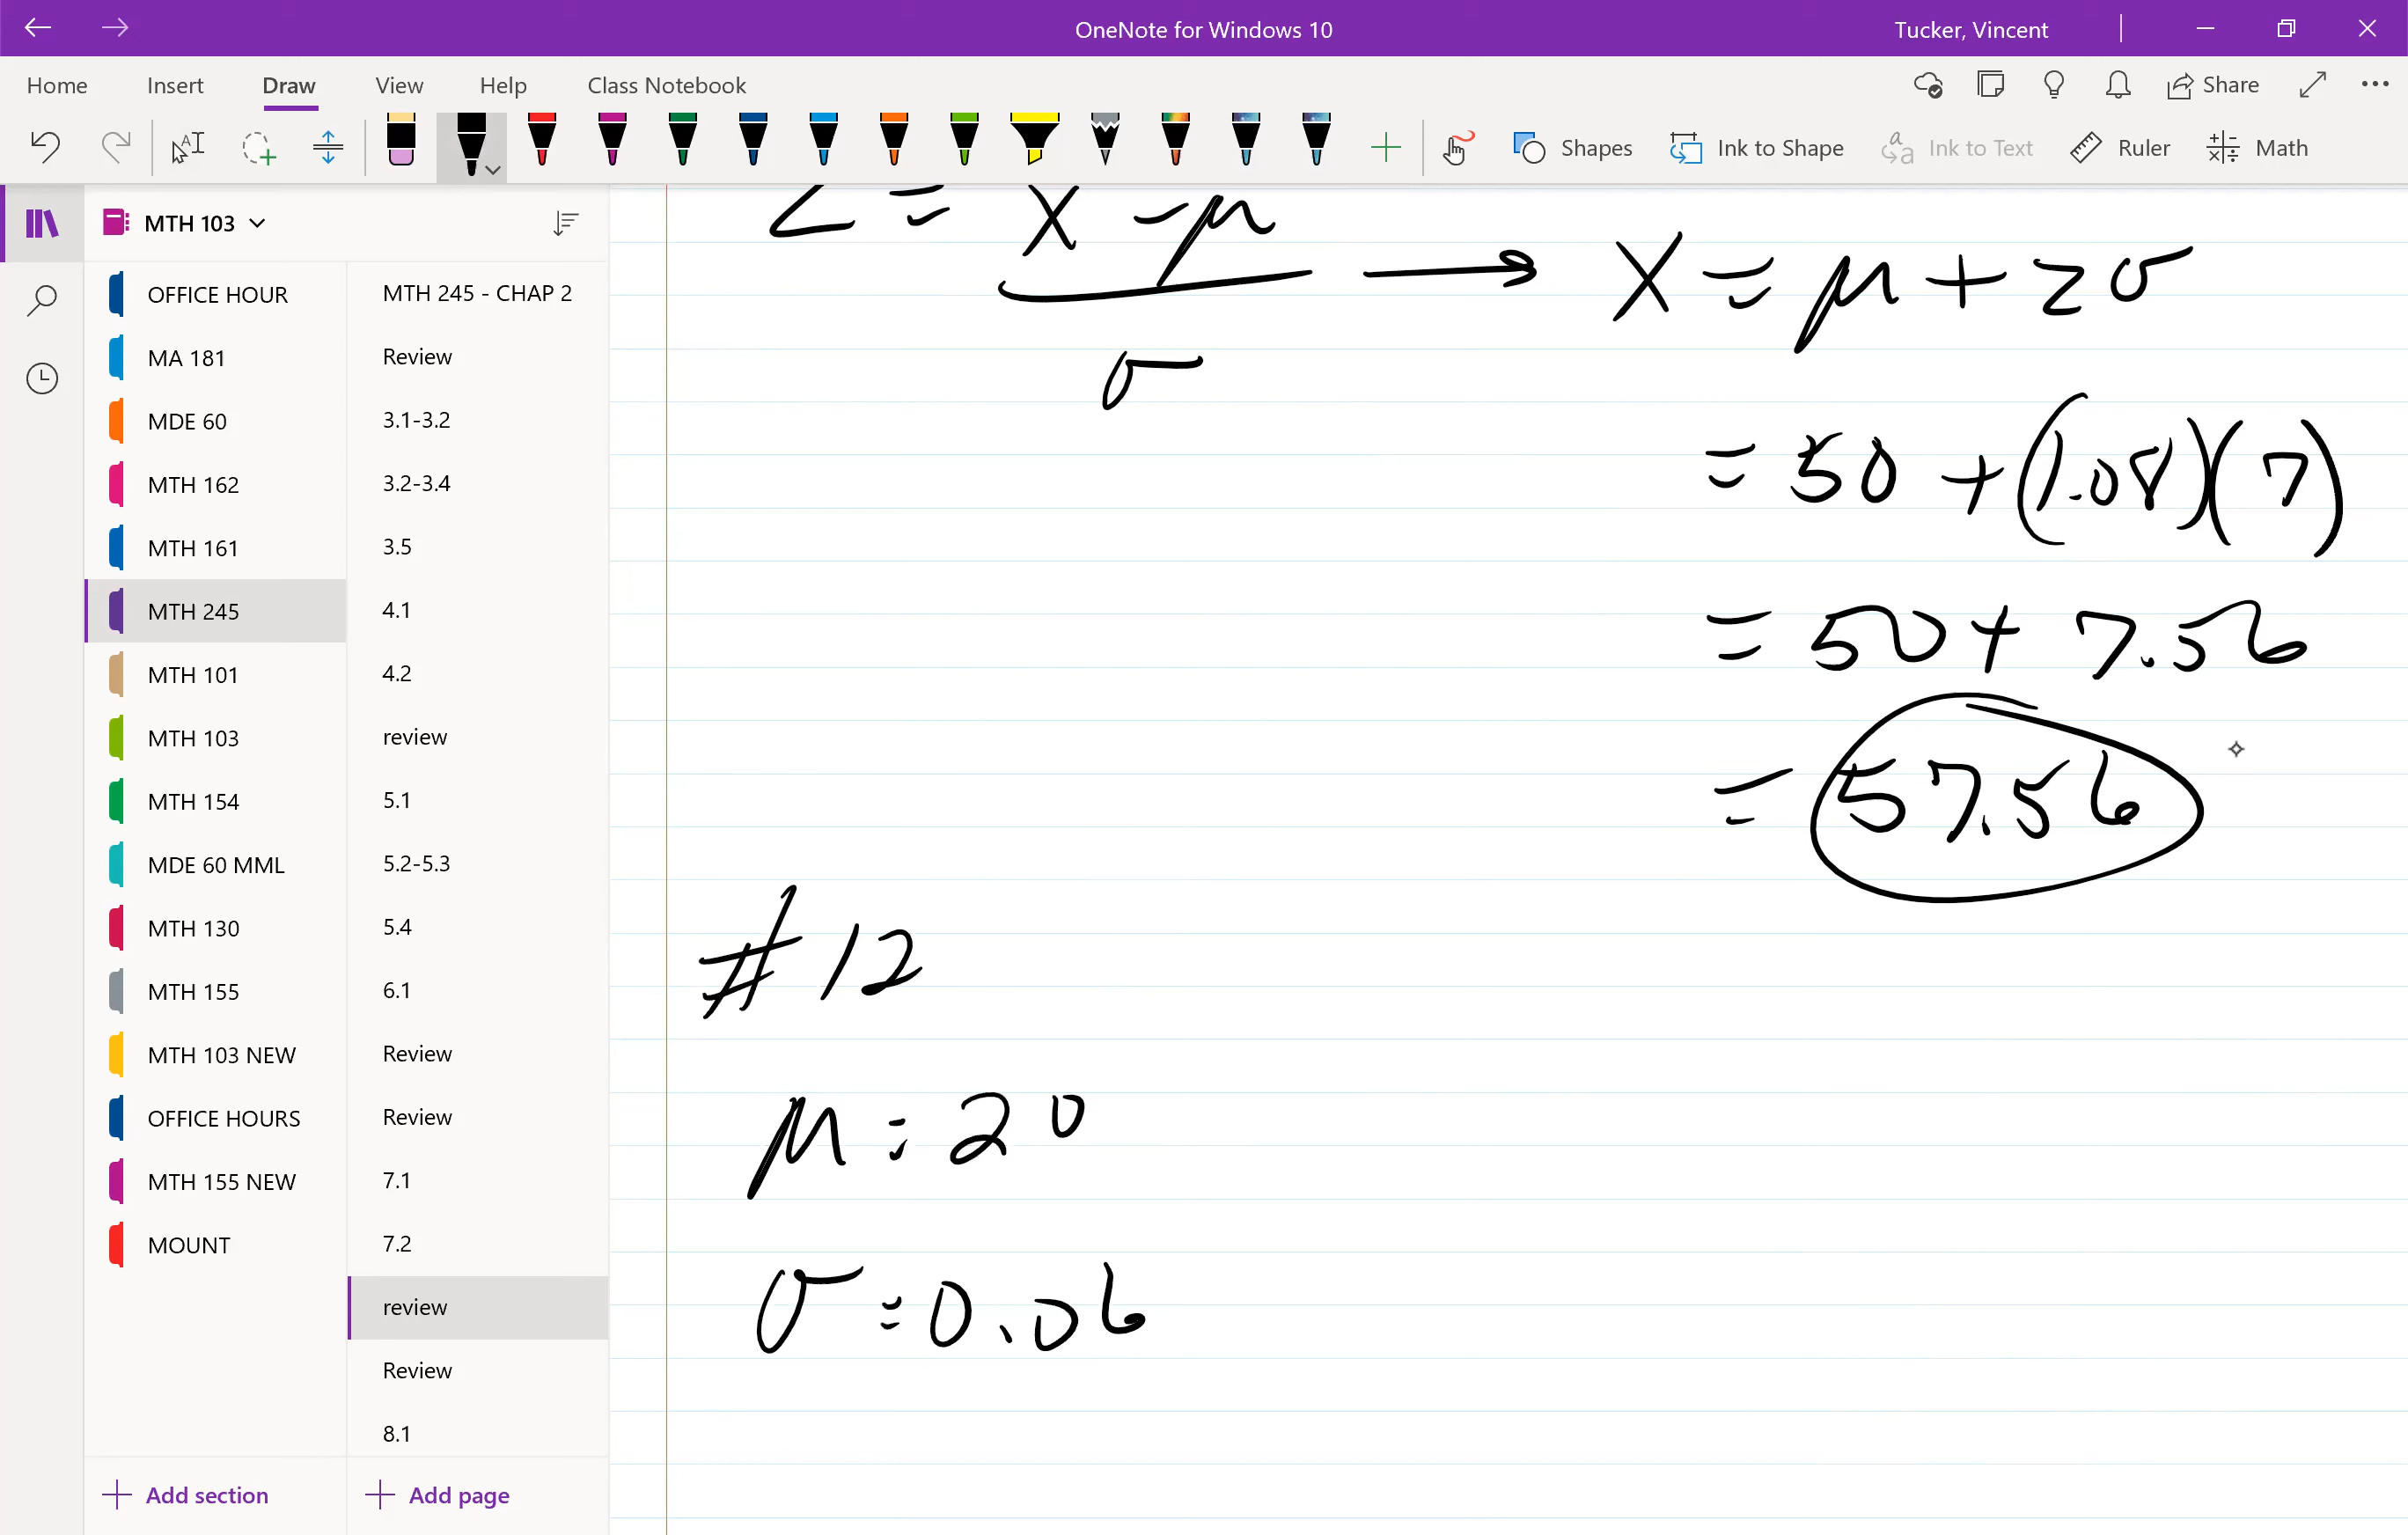 OneNote for Windows 10
Tucker, Vincent
Home Insert Draw View Help Class Notebook
Share
Shapes Ink to Shape Ink to Text Ruler Math
MTH 103
OFFICE HOUR
MA 181
MDE 60
MTH 162
MTH 161
MTH 245
MTH 101
MTH 103
MTH 154
MDE 60 MML
MTH 130
MTH 155
MTH 103 NEW
OFFICE HOURS
MTH 155 NEW
MOUNT
Add section
MTH 245 - CHAP 2
Review
3.1-3.2
3.2-3.4
3.5
4.1
4.2
review
5.1
5.2-5.3
5.4
6.1
Review
Review
7.1
7.2
review
Review
8.1
Add page
Z = X - μ / σ → X = μ + zσ
= 50 + (1.08)(7)
= 50 + 7.56
= 57.56
# 12
μ = 20
σ = 0.06